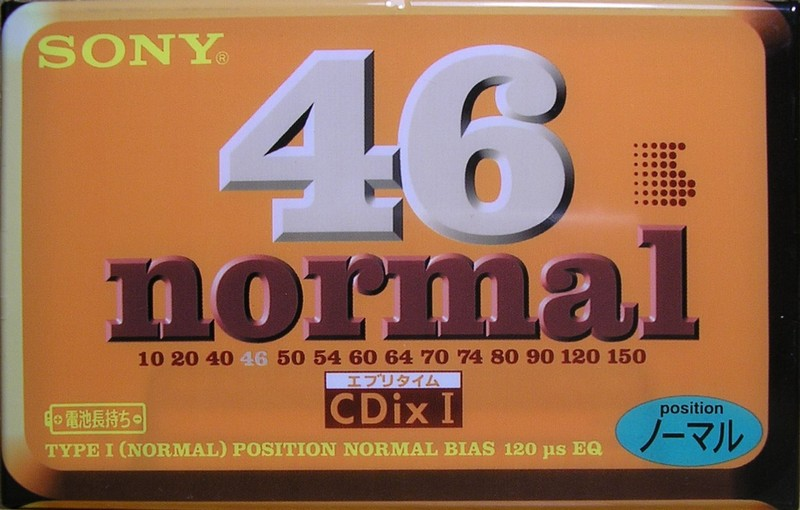 SONY®
46
normal
10 20 40 46 50 54 60 64 70 74 80 90 120 150
エブリタイム
CDix I
+ 電池長持ち -
TYPE I (NORMAL) POSITION NORMAL BIAS 120 µs EQ
position
ノーマル